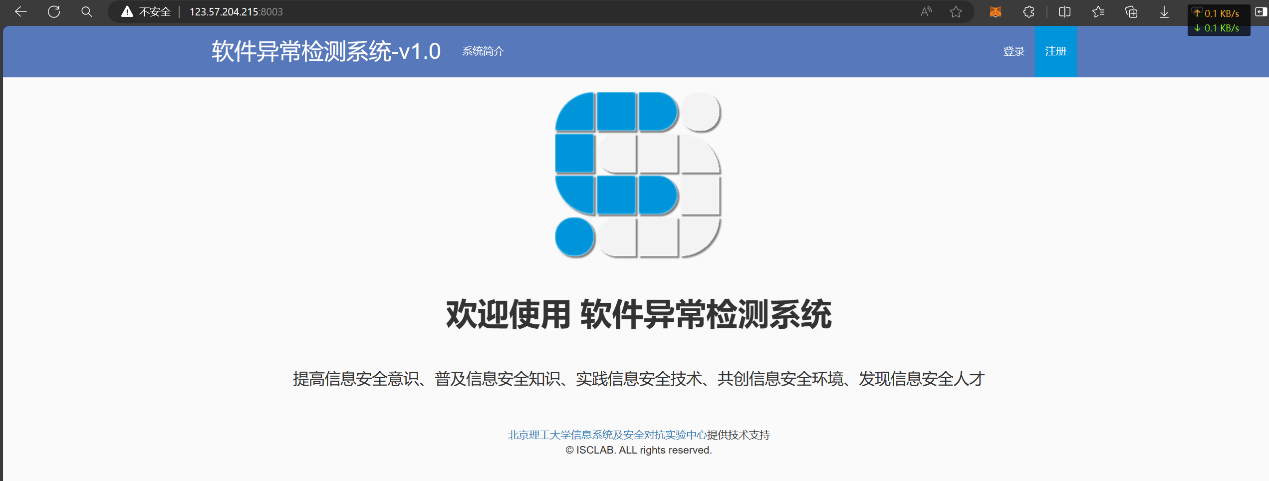 不安全 | 123.57.204.215:8003
↑ 0.1 KB/s
↓ 0.1 KB/s
软件异常检测系统-v1.0 系统简介 登录 注册
欢迎使用 软件异常检测系统
提高信息安全意识、普及信息安全知识、实践信息安全技术、共创信息安全环境、发现信息安全人才
北京理工大学信息系统及安全对抗实验中心提供技术支持
© ISCLAB. ALL rights reserved.